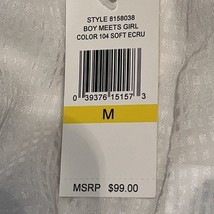 STYLE 8158038
BOY MEETS GIRL
COLOR 104 SOFT ECRU
0 39376 15157 3
M
MSRP $99.00